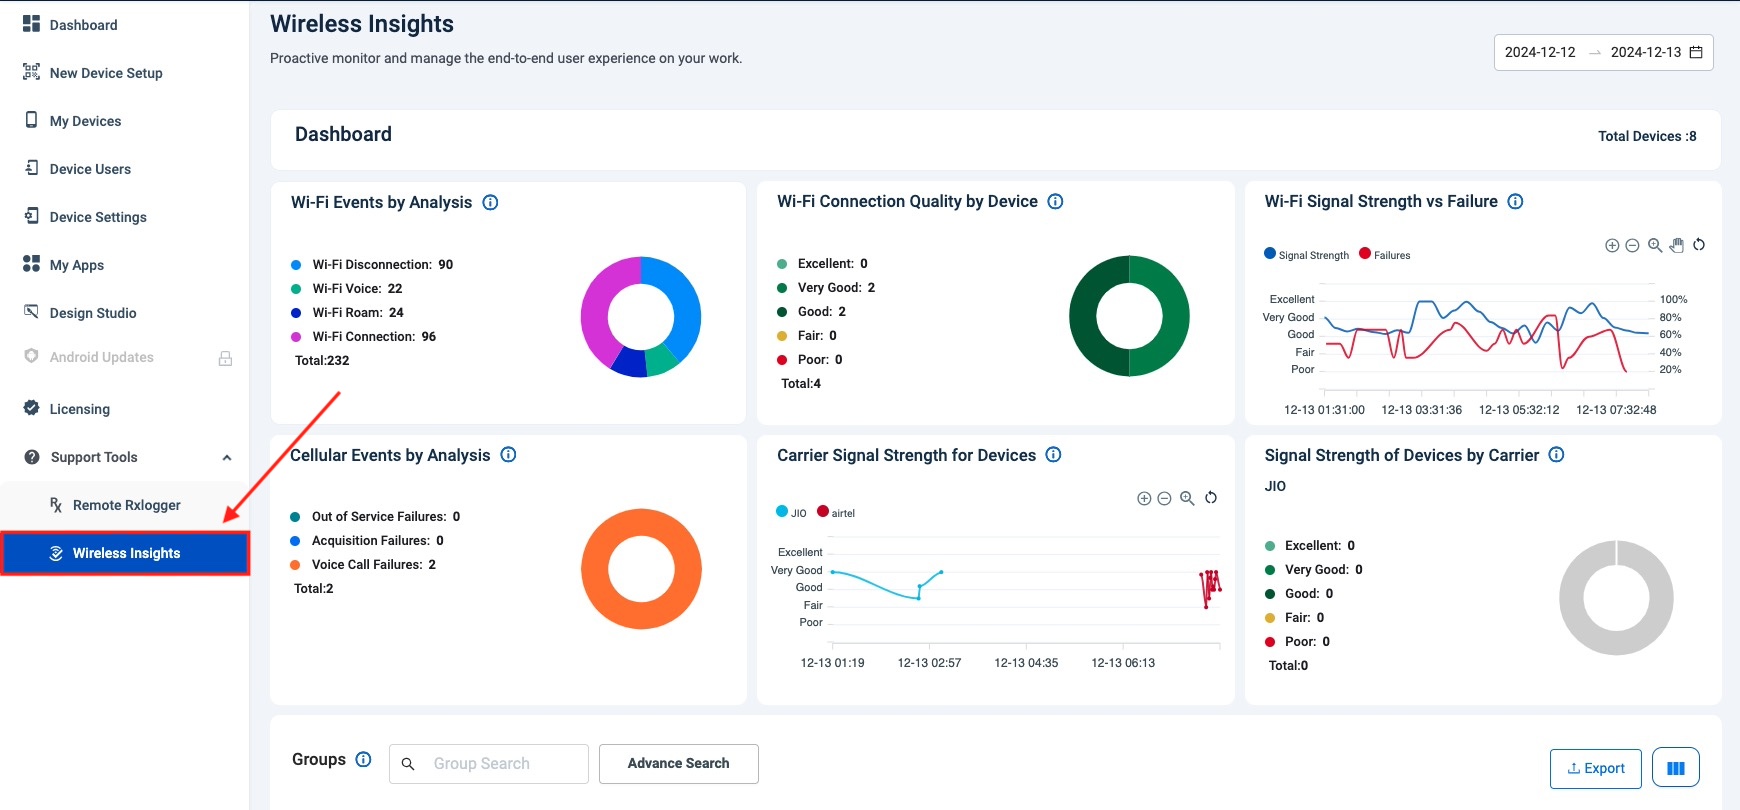 Dashboard
New Device Setup
My Devices
Device Users
Device Settings
My Apps
Design Studio
Android Updates
Licensing
Support Tools
Remote Rxlogger
Wireless Insights
Wireless Insights
Proactive monitor and manage the end-to-end user experience on your work.
2024-12-12 → 2024-12-13
Dashboard
Total Devices :8
Wi-Fi Events by Analysis
Wi-Fi Disconnection: 90
Wi-Fi Voice: 22
Wi-Fi Roam: 24
Wi-Fi Connection: 96
Total:232
Wi-Fi Connection Quality by Device
Excellent: 0
Very Good: 2
Good: 2
Fair: 0
Poor: 0
Total:4
Wi-Fi Signal Strength vs Failure
Signal Strength Failures
Excellent 100%
Very Good 80%
Good 60%
Fair 40%
Poor 20%
12-13 01:31:00 12-13 03:31:36 12-13 05:32:12 12-13 07:32:48
Cellular Events by Analysis
Out of Service Failures: 0
Acquisition Failures: 0
Voice Call Failures: 2
Total:2
Carrier Signal Strength for Devices
JIO airtel
Excellent
Very Good
Good
Fair
Poor
12-13 01:19 12-13 02:57 12-13 04:35 12-13 06:13
Signal Strength of Devices by Carrier
JIO
Excellent: 0
Very Good: 0
Good: 0
Fair: 0
Poor: 0
Total:0
Groups Group Search Advance Search Export